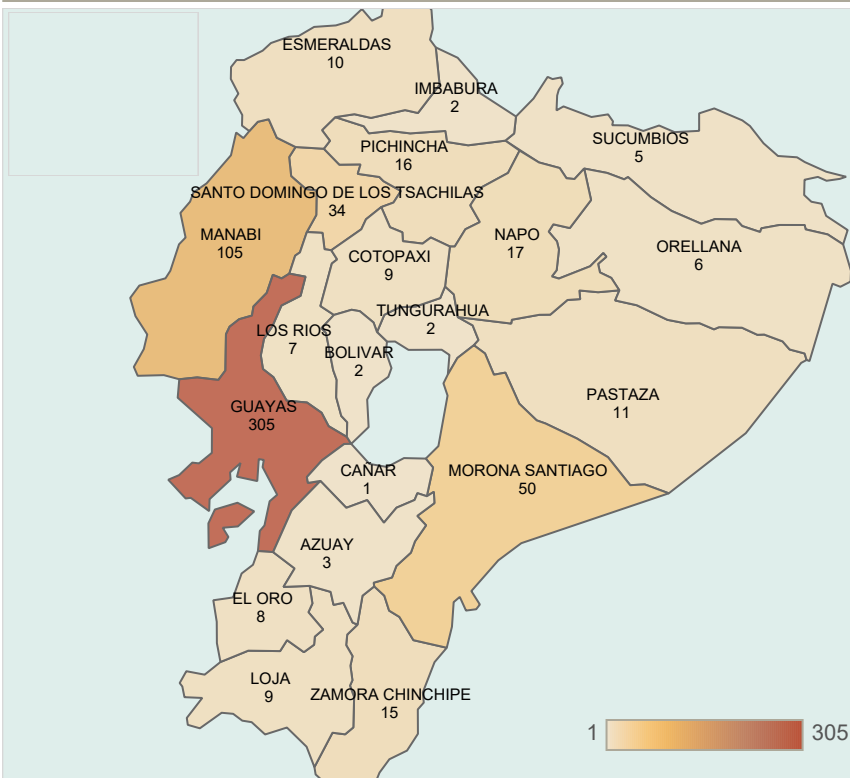 ESMERALDAS
10
IMBABURA
2
SUCUMBIOS
5
PICHINCHA
16
SANTO DOMINGO DE LOS TSACHILAS
34
MANABI
105
NAPO
17
ORELLANA
6
COTOPAXI
9
TUNGURAHUA
2
LOS RIOS
7
BOLIVAR
2
PASTAZA
11
GUAYAS
305
CAÑAR
1
MORONA SANTIAGO
50
AZUAY
3
EL ORO
8
LOJA
9
ZAMORA CHINCHIPE
15
1 305